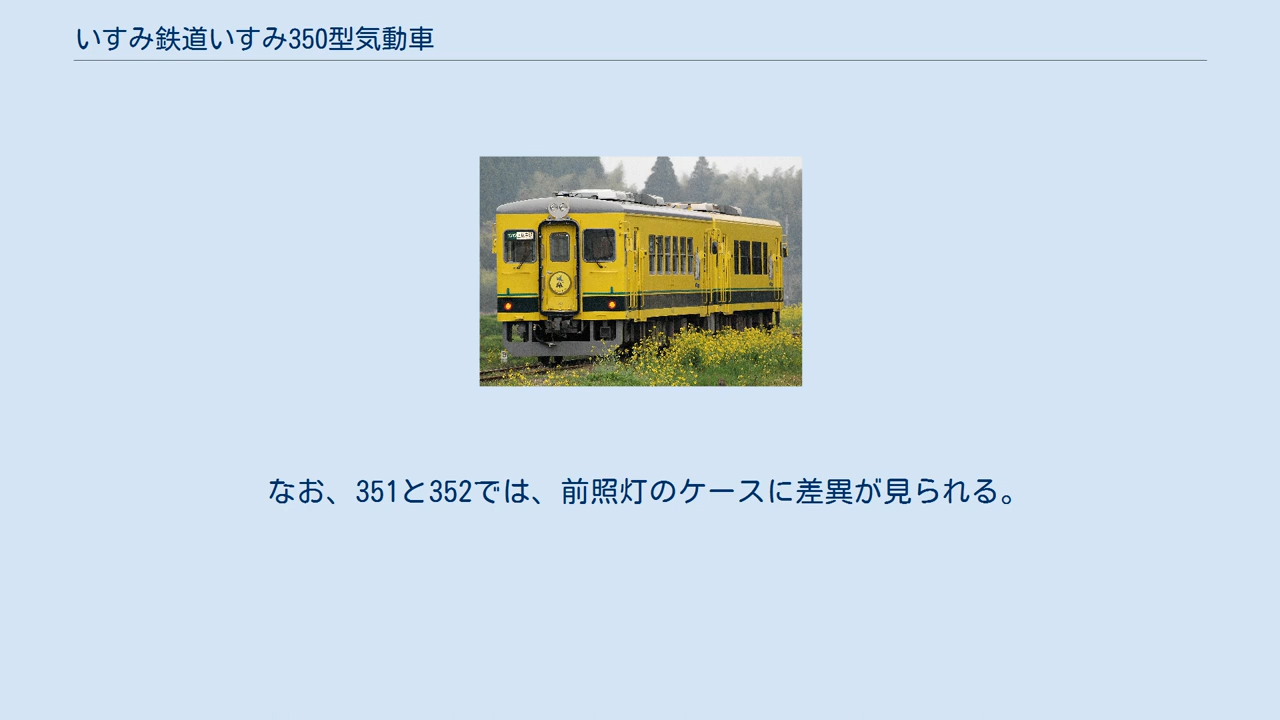 いすみ鉄道いすみ350型気動車
なお、351と352では、前照灯のケースに差異が見られる。